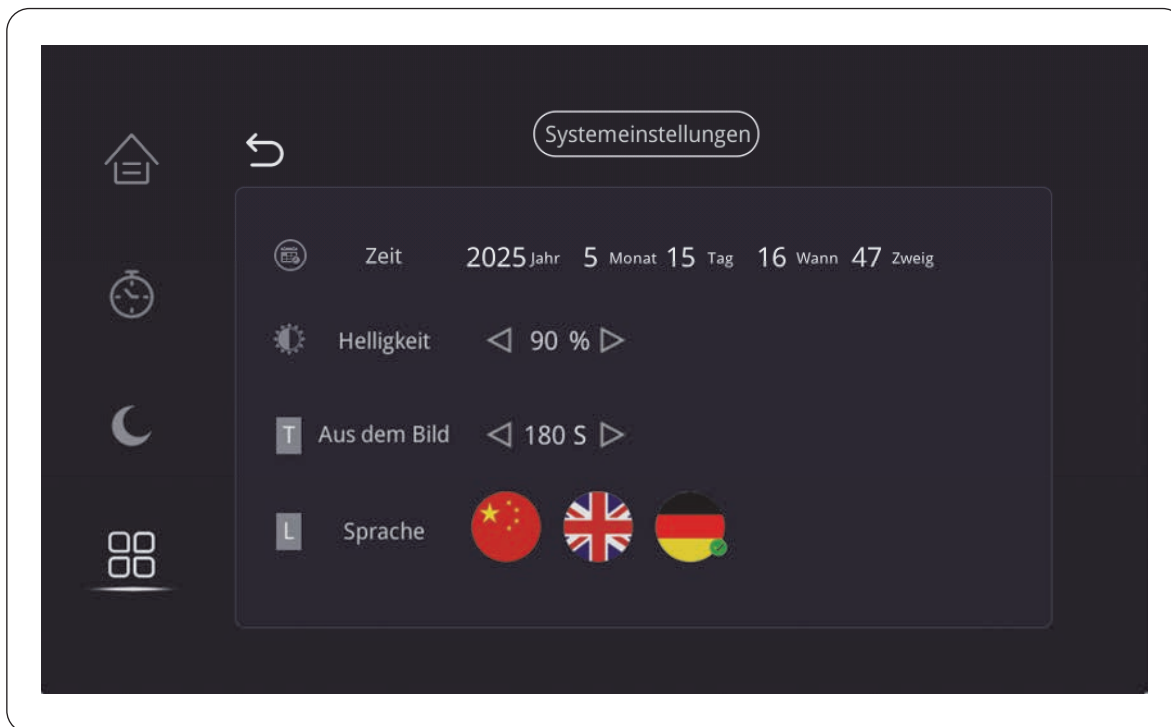 Systemeinstellungen
Zeit 2025 Jahr 5 Monat 15 Tag 16 Wann 47 Zweig
Helligkeit 90 %
T Aus dem Bild 180 S
L Sprache